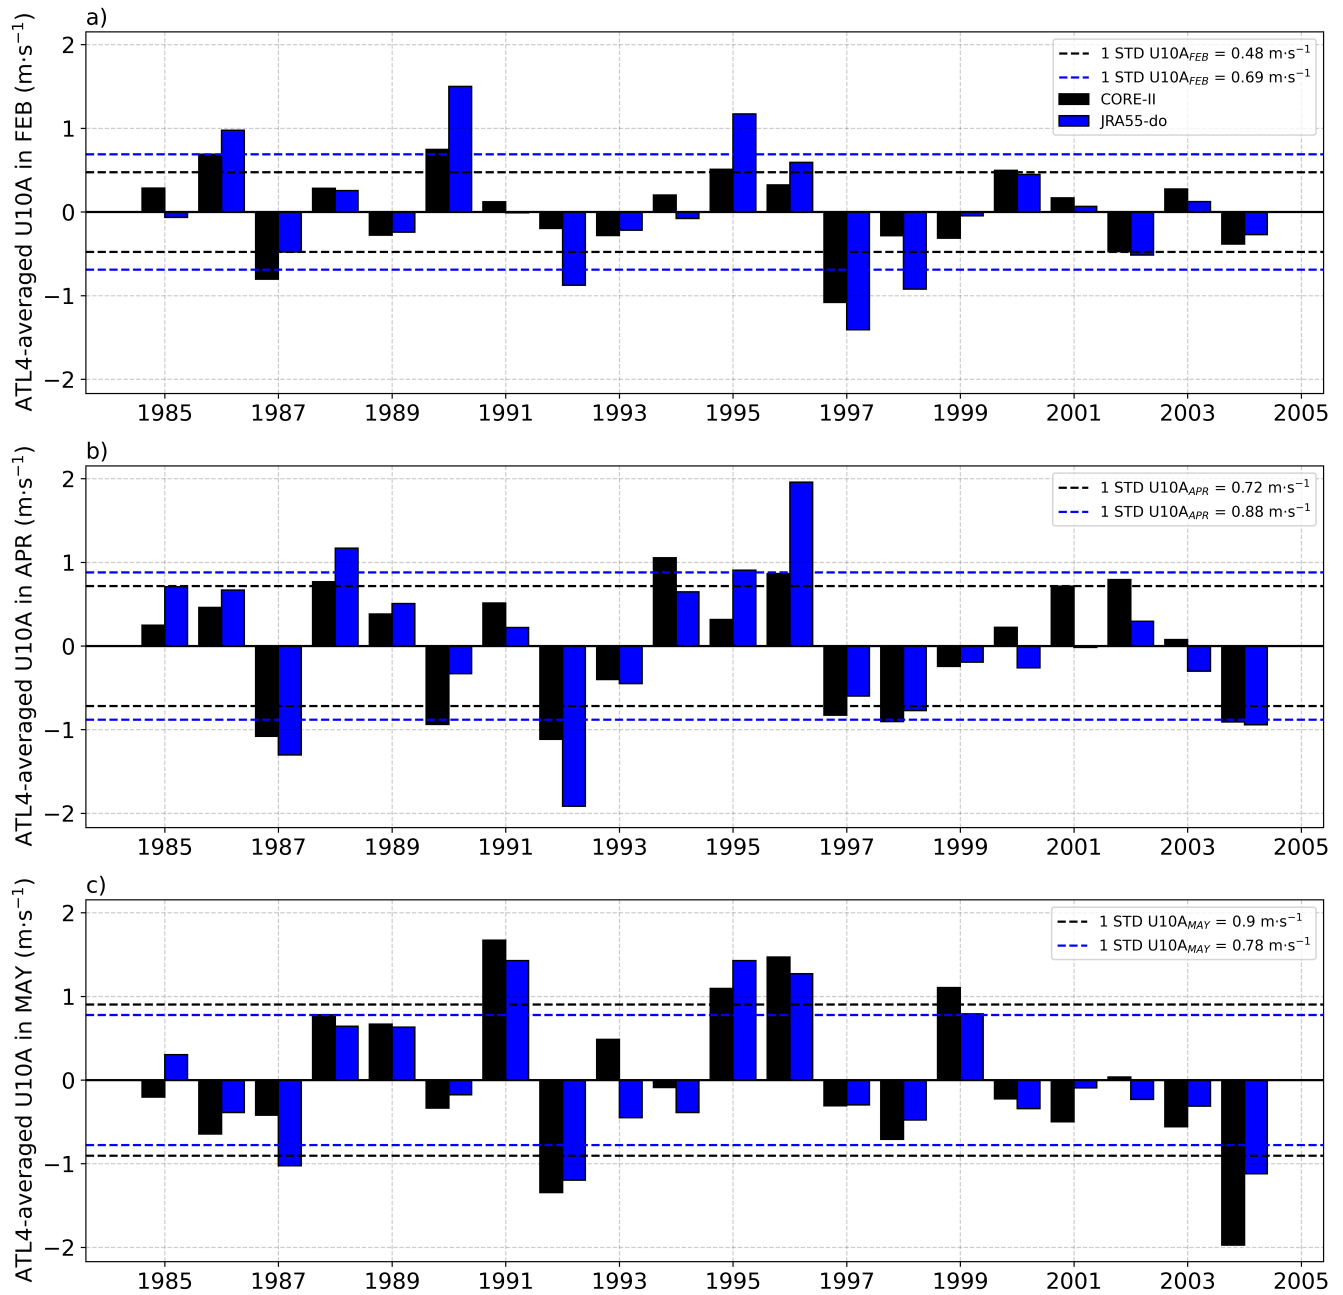 a)
ATL4-averaged U10A in FEB (m·s⁻¹)
2
1
0
−1
−2
1 STD U10A_FEB = 0.48 m·s⁻¹
1 STD U10A_FEB = 0.69 m·s⁻¹
CORE-II
JRA55-do
1985 1987 1989 1991 1993 1995 1997 1999 2001 2003 2005
b)
ATL4-averaged U10A in APR (m·s⁻¹)
2
1
0
−1
−2
1 STD U10A_APR = 0.72 m·s⁻¹
1 STD U10A_APR = 0.88 m·s⁻¹
1985 1987 1989 1991 1993 1995 1997 1999 2001 2003 2005
c)
ATL4-averaged U10A in MAY (m·s⁻¹)
2
1
0
−1
−2
1 STD U10A_MAY = 0.9 m·s⁻¹
1 STD U10A_MAY = 0.78 m·s⁻¹
1985 1987 1989 1991 1993 1995 1997 1999 2001 2003 2005